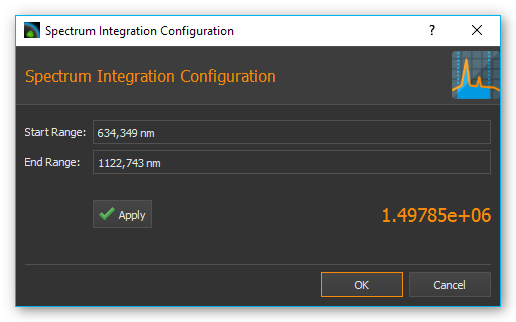 Spectrum Integration Configuration
?
Spectrum Integration Configuration
Start Range: 634,349 nm
End Range: 1122,743 nm
Apply 1.49785e+06
OK Cancel